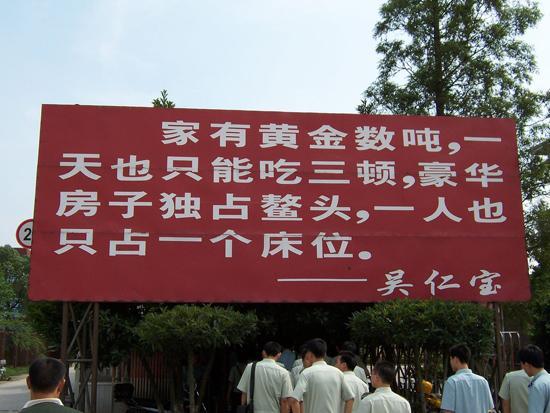 家有黄金数吨,一
天也只能吃三顿,豪华
房子独占鳌头,一人也
只占一个床位。
——吴仁宝
2